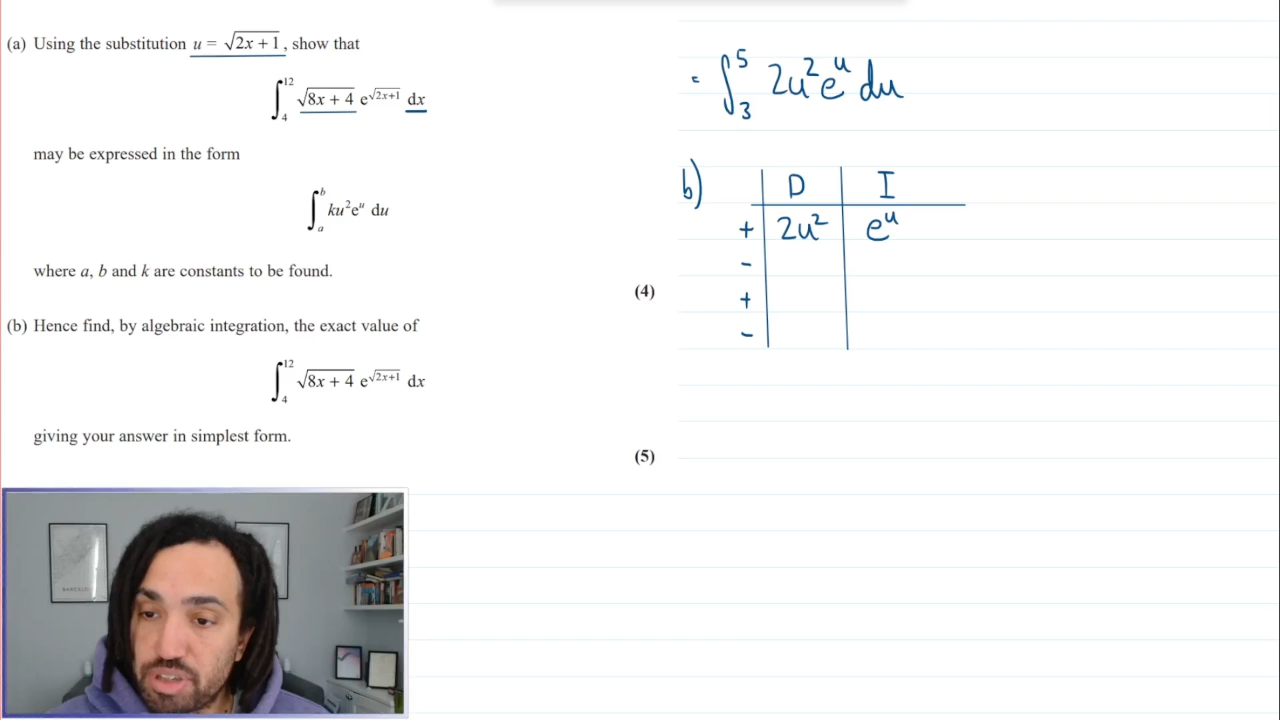 (a) Using the substitution u = √(2x + 1), show that
∫₄¹² √(8x + 4) e^√(2x+1) dx
may be expressed in the form
∫ₐᵇ ku²eᵘ du
where a, b and k are constants to be found.
(4)
(b) Hence find, by algebraic integration, the exact value of
∫₄¹² √(8x + 4) e^√(2x+1) dx
giving your answer in simplest form.
(5)
= ∫₃⁵ 2u²eᵘ du
b)
D I
+ 2u² eᵘ
-
+
-